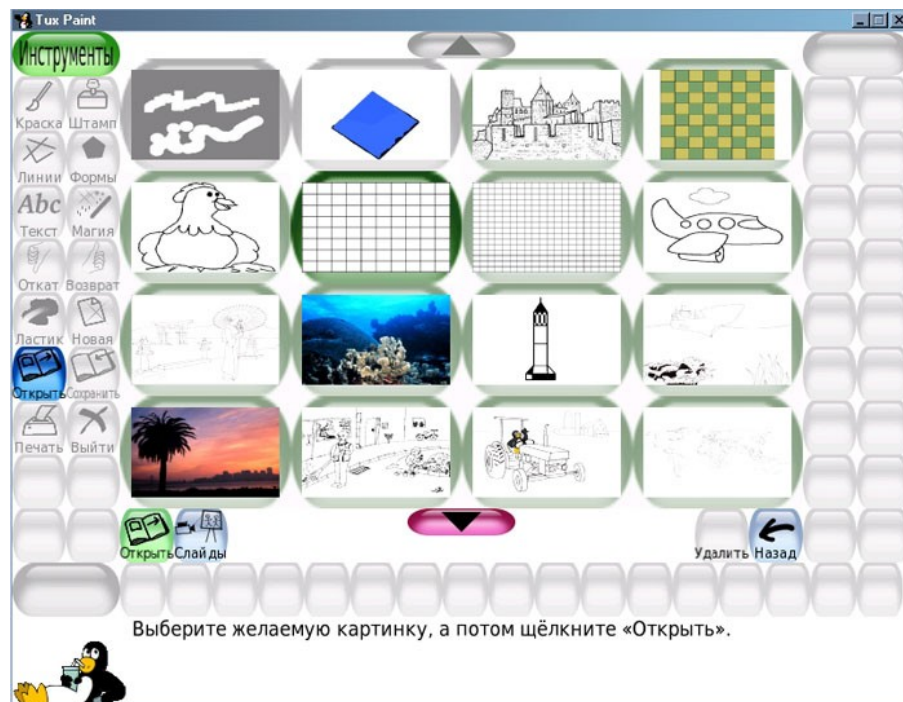 Tux Paint
Инструменты
Краска Штамп
Линии Формы
Abc
Текст Магия
Откат Возврат
Ластик Новая
Открыть Сохранить
Печать Выйти
Открыть Слайды Удалить Назад
Выберите желаемую картинку, а потом щёлкните «Открыть».